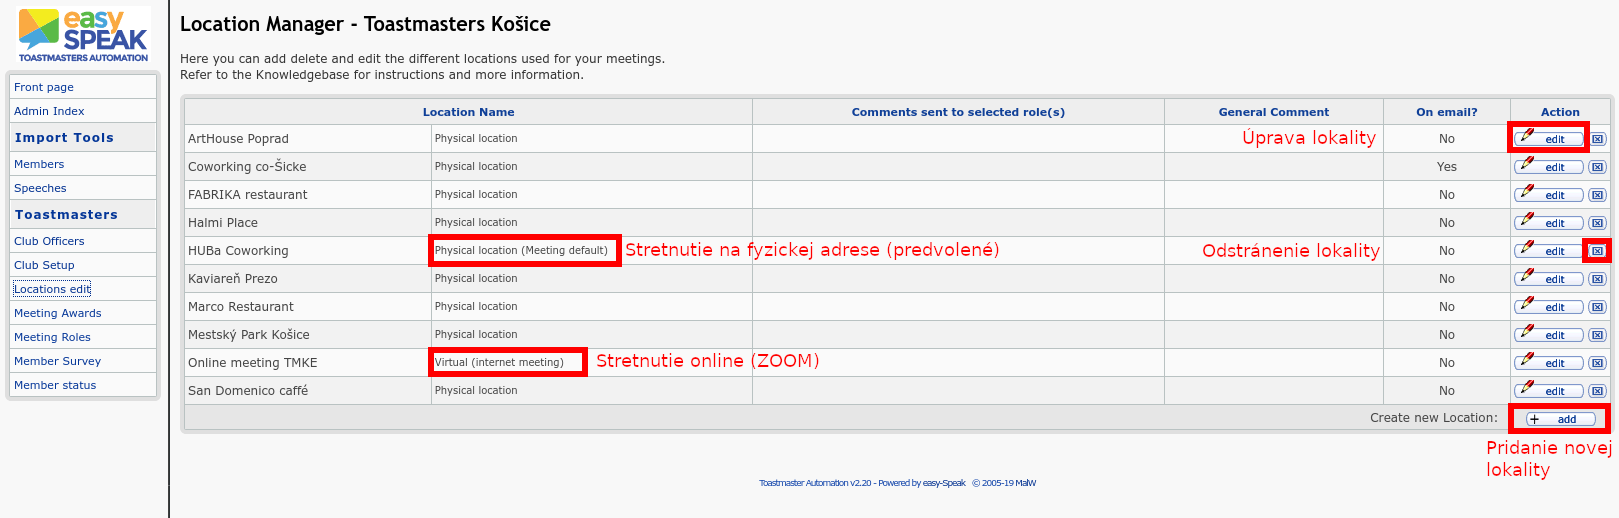 easy
SPEAK
TOASTMASTERS AUTOMATION
Front page
Admin Index
Import Tools
Members
Speeches
Toastmasters
Club Officers
Club Setup
Locations edit
Meeting Awards
Meeting Roles
Member Survey
Member status
Location Manager - Toastmasters Košice
Here you can add delete and edit the different locations used for your meetings.
Refer to the Knowledgebase for instructions and more information.
Location Name Comments sent to selected role(s) General Comment On email? Action
ArtHouse Poprad Physical location Úprava lokality No edit
Coworking co-Šicke Physical location Yes edit
FABRIKA restaurant Physical location No edit
Halmi Place Physical location No edit
HUBa Coworking Physical location (Meeting default) Stretnutie na fyzickej adrese (predvolené) Odstránenie lokality No edit
Kaviareň Prezo Physical location No edit
Marco Restaurant Physical location No edit
Mestský Park Košice Physical location No edit
Online meeting TMKE Virtual (internet meeting) Stretnutie online (ZOOM) No edit
San Domenico caffé Physical location No edit
Create new Location: + add
Pridanie novej
lokality
Toastmaster Automation v2.20 - Powered by easy-Speak © 2005-19 MalW